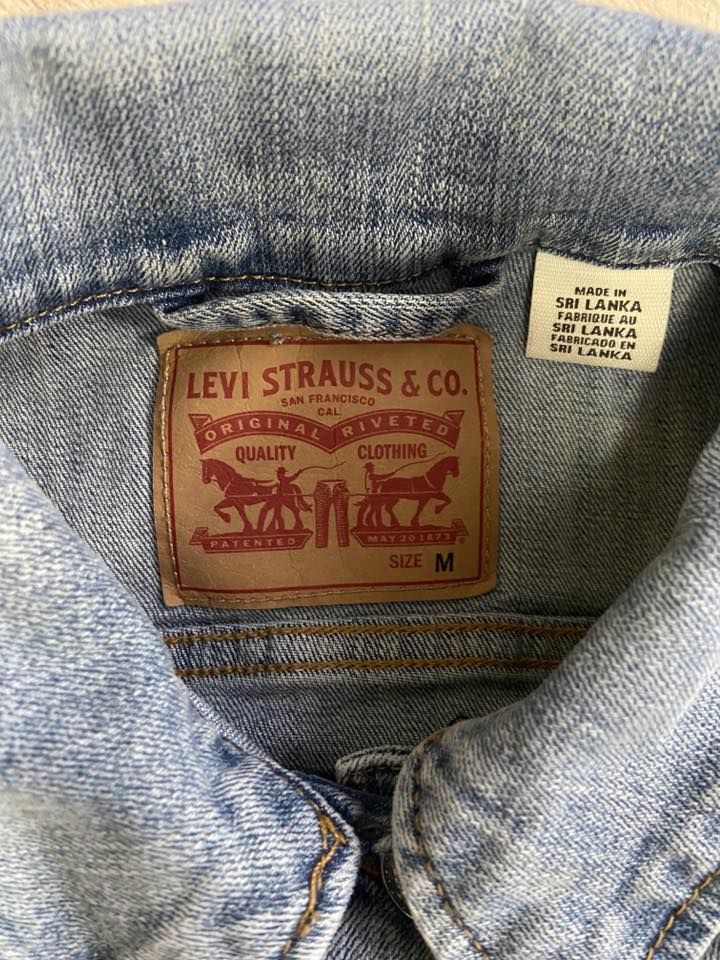 LEVI STRAUSS & CO.
SAN FRANCISCO
CAL.
ORIGINAL RIVETED
QUALITY CLOTHING
PATENTED MAY 20 1873 ®
SIZE M
MADE IN
SRI LANKA
FABRIQUE AU
SRI LANKA
FABRICADO EN
SRI LANKA